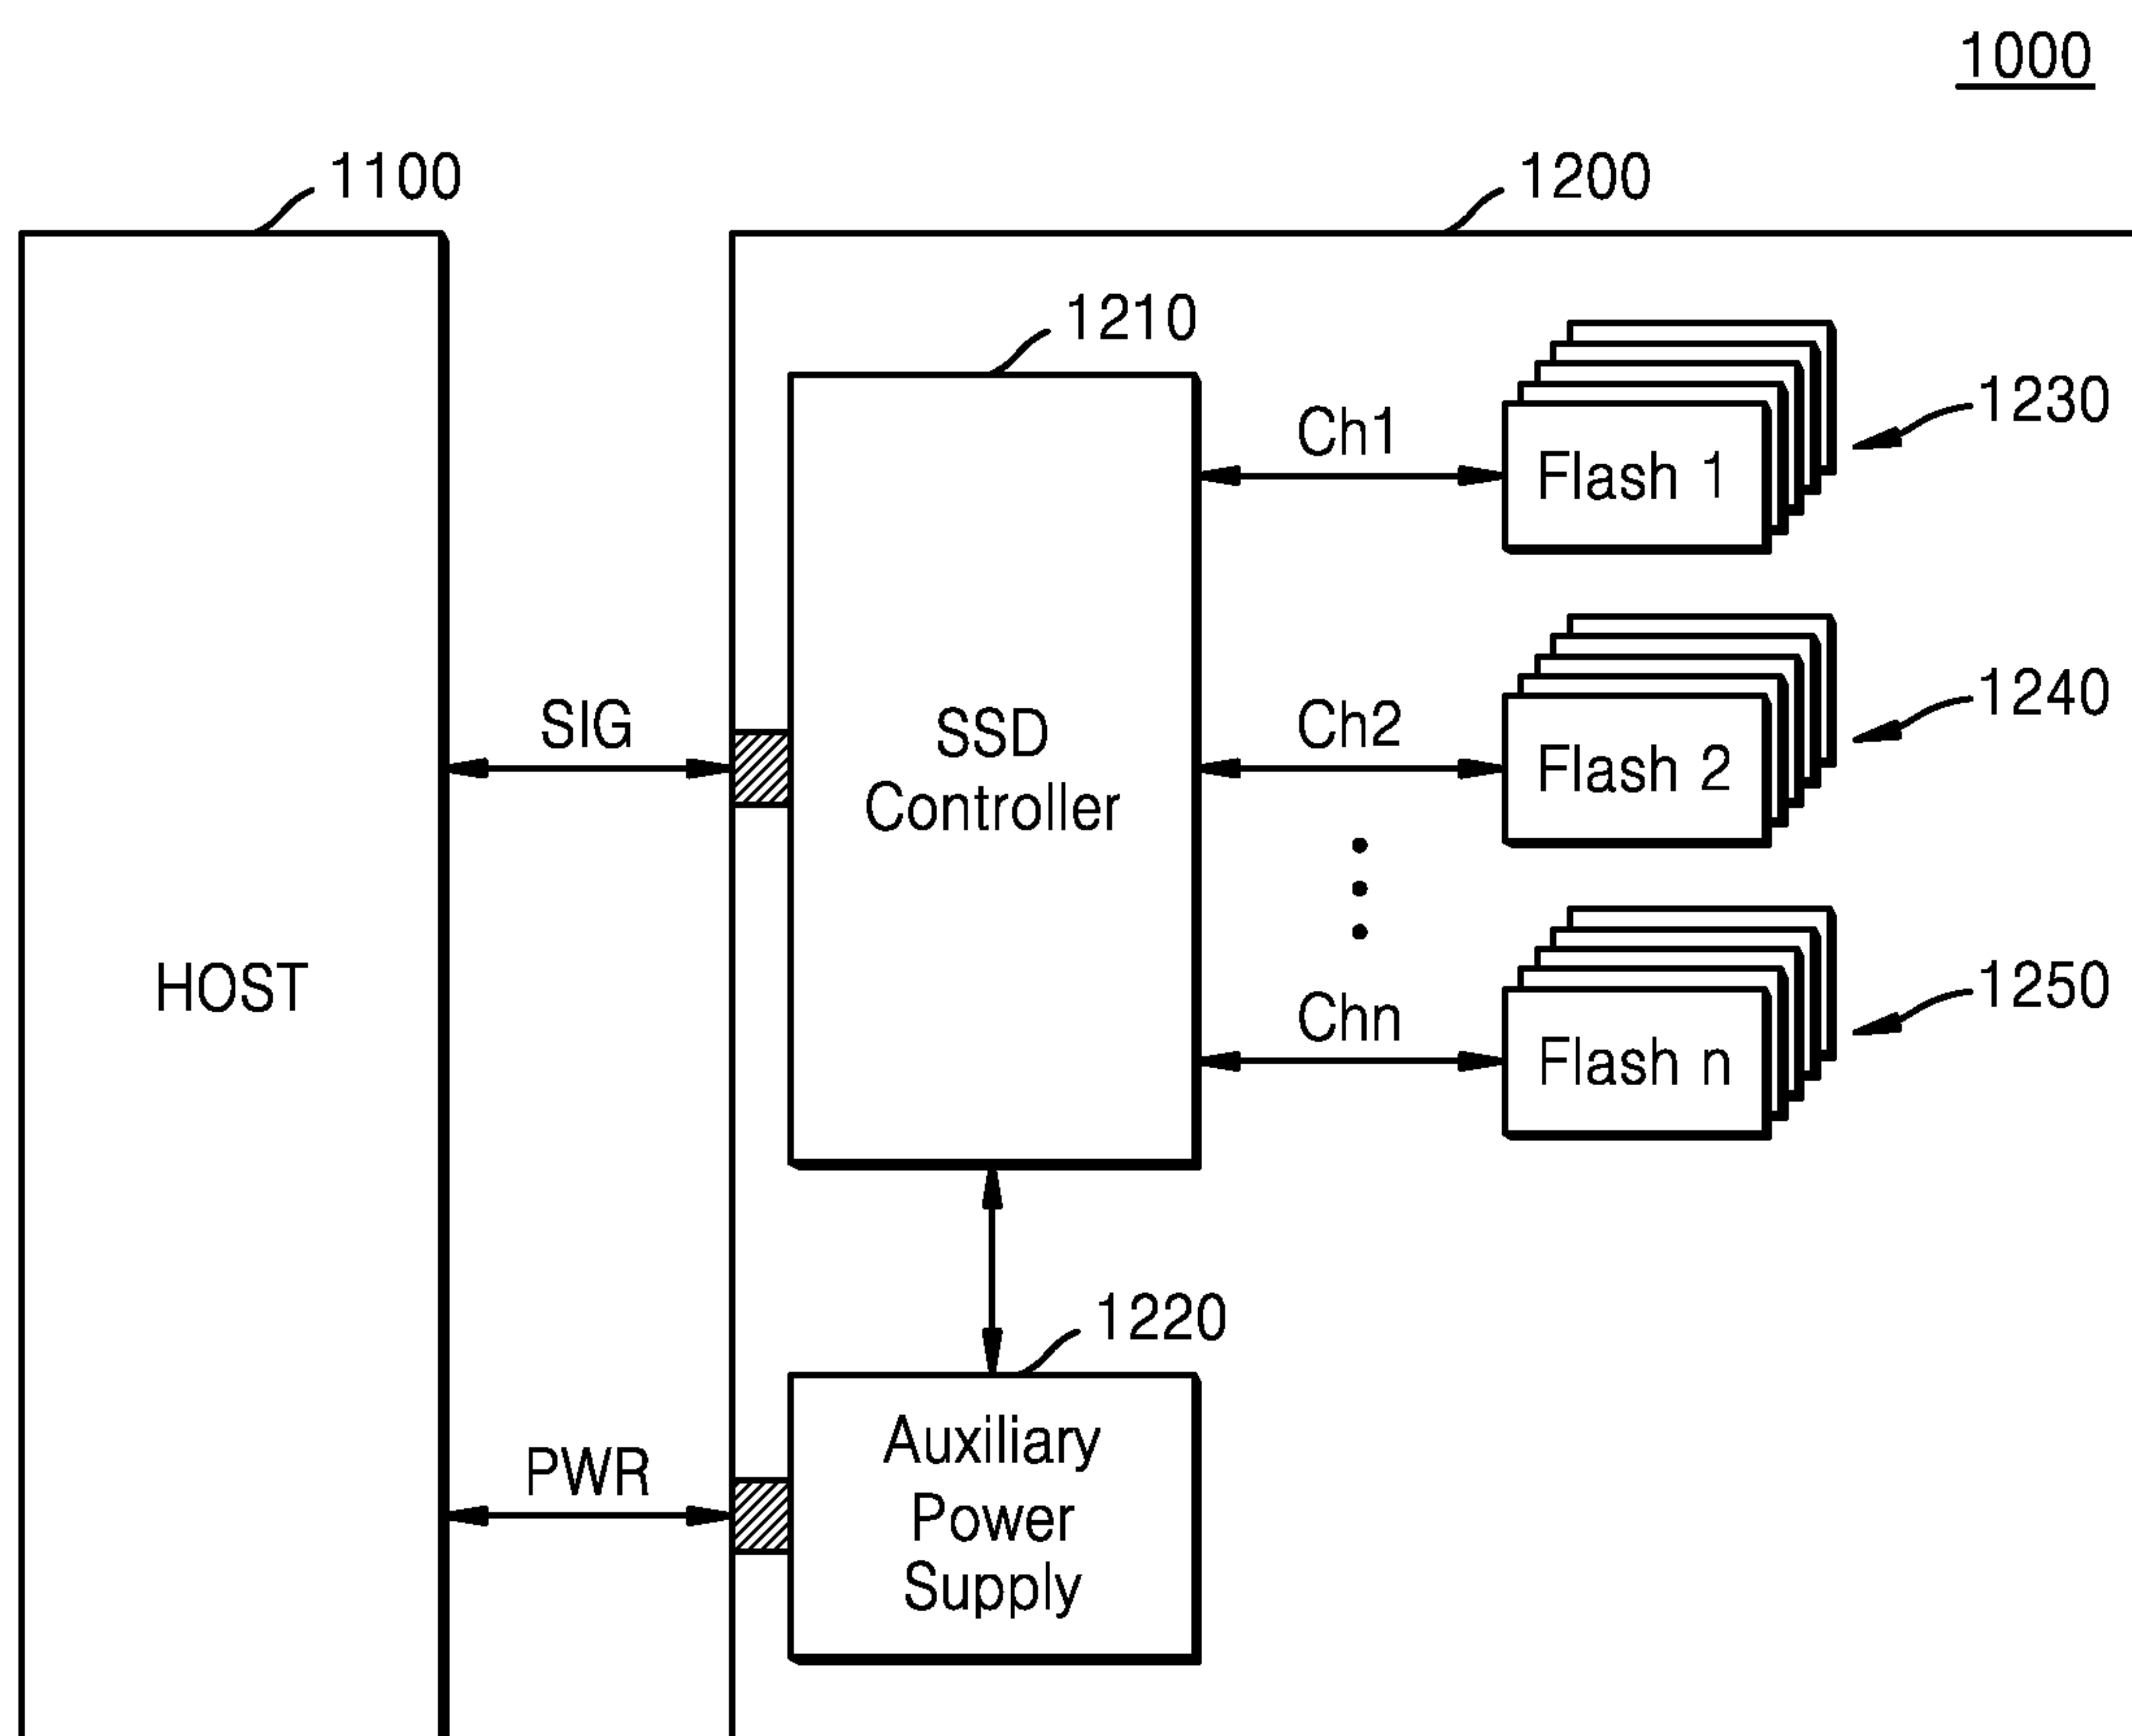 1000
1100
1200
1210
1230
Ch1
Flash 1
1240
SIG
SSD
Controller
Ch2
Flash 2
HOST
1250
Chn
Flash n
1220
PWR
Auxiliary
Power
Supply